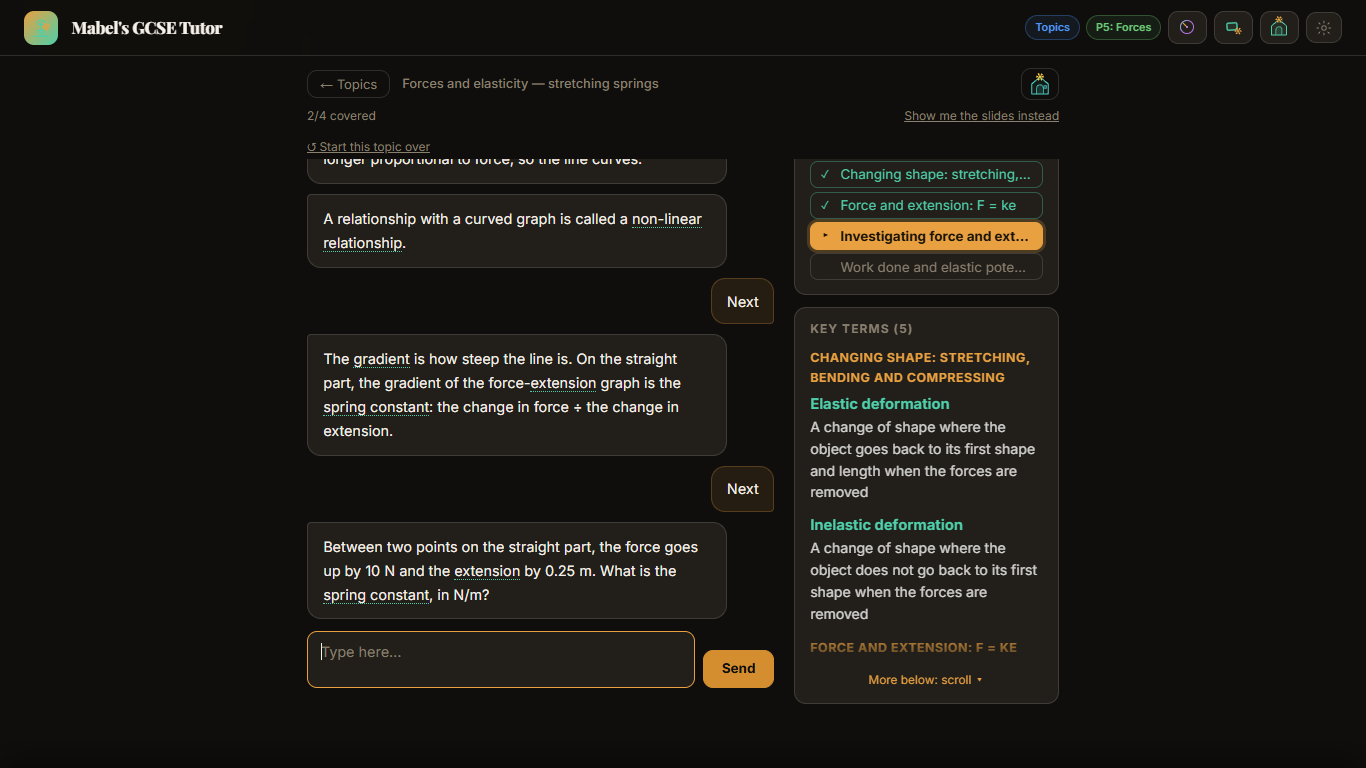 Mabel's GCSE Tutor
Topics
P5: Forces
← Topics
Forces and elasticity — stretching springs
2/4 covered
Show me the slides instead
↺ Start this topic over
longer proportional to force, so the line curves.
A relationship with a curved graph is called a non-linear
relationship.
Next
The gradient is how steep the line is. On the straight
part, the gradient of the force-extension graph is the
spring constant: the change in force ÷ the change in
extension.
Next
Between two points on the straight part, the force goes
up by 10 N and the extension by 0.25 m. What is the
spring constant, in N/m?
Type here...
Send
✓ Changing shape: stretching,...
✓ Force and extension: F = ke
‣ Investigating force and ext...
Work done and elastic pote...
KEY TERMS (5)
CHANGING SHAPE: STRETCHING,
BENDING AND COMPRESSING
Elastic deformation
A change of shape where the
object goes back to its first shape
and length when the forces are
removed
Inelastic deformation
A change of shape where the
object does not go back to its first
shape when the forces are
removed
FORCE AND EXTENSION: F = KE
More below: scroll ▾